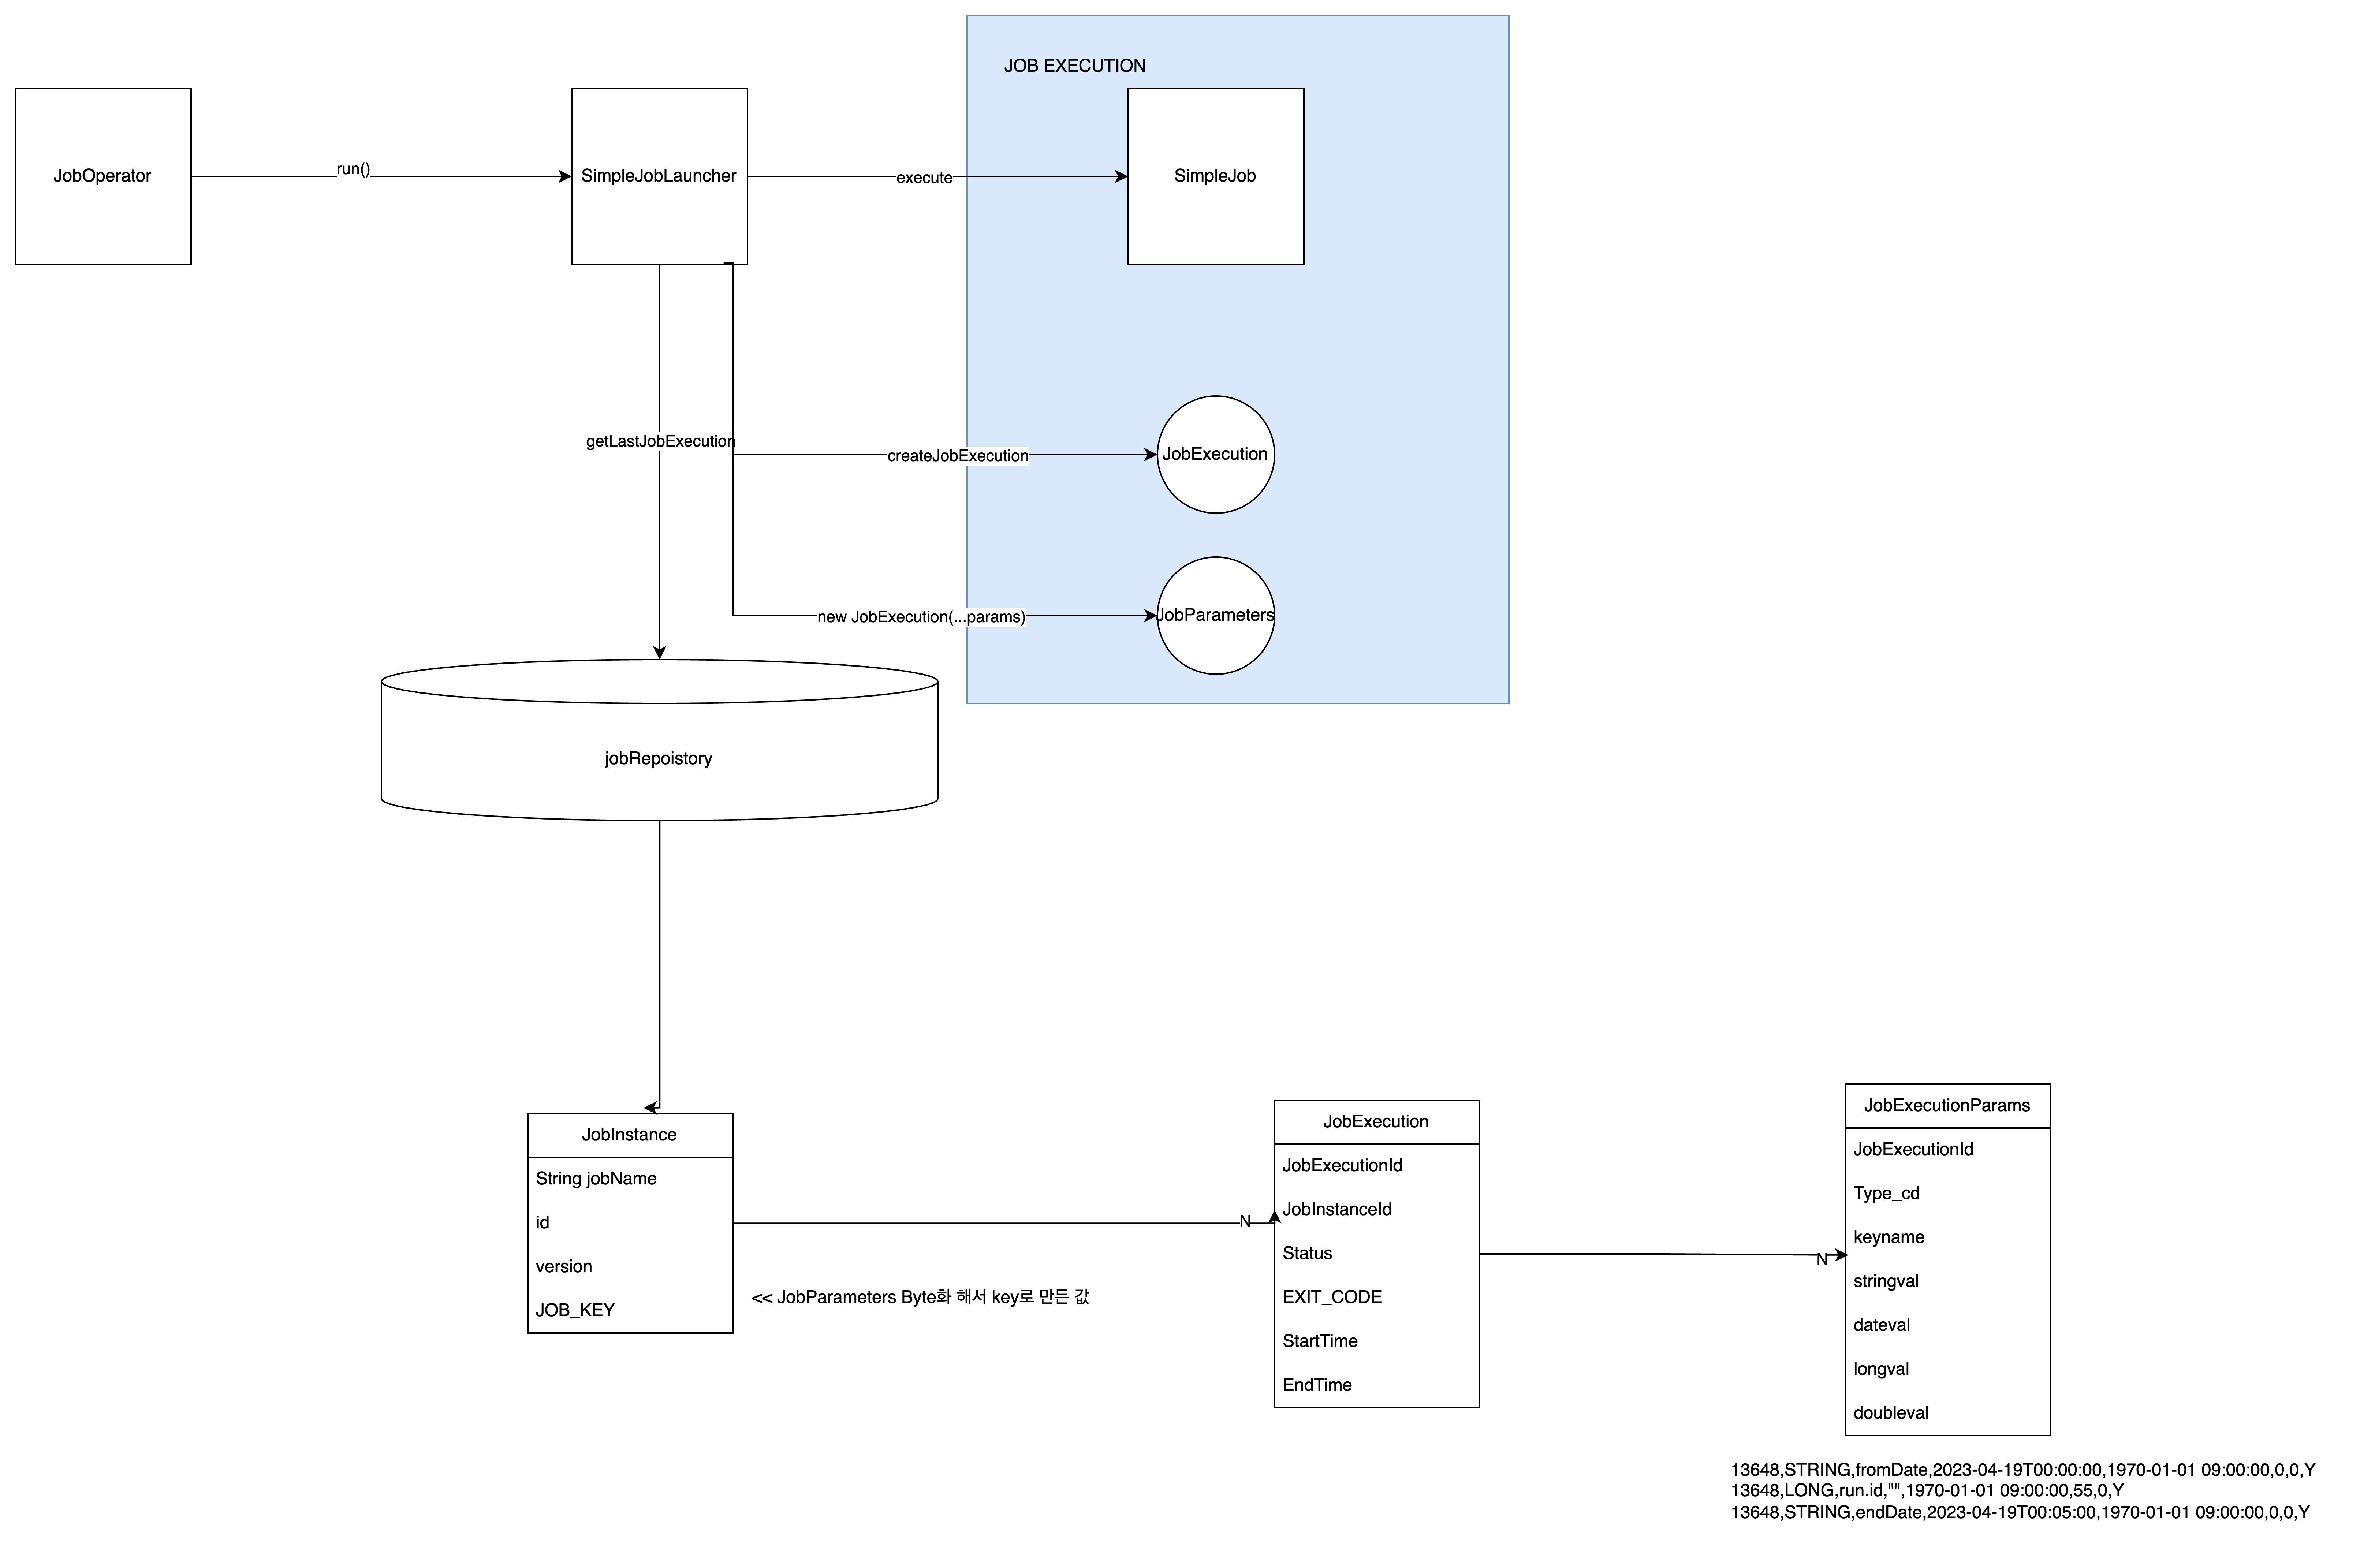 JOB EXECUTION
JobOperator
run()
SimpleJobLauncher
execute
SimpleJob
getLastJobExecution
createJobExecution
JobExecution
new JobExecution(...params)
JobParameters
jobRepoistory
JobInstance
String jobName
id
version
JOB_KEY
<< JobParameters Byte화 해서 key로 만든 값
N
JobExecution
JobExecutionId
JobInstanceId
Status
EXIT_CODE
StartTime
EndTime
N
JobExecutionParams
JobExecutionId
Type_cd
keyname
stringval
dateval
longval
doubleval
13648,STRING,fromDate,2023-04-19T00:00:00,1970-01-01 09:00:00,0,0,Y
13648,LONG,run.id,"",1970-01-01 09:00:00,55,0,Y
13648,STRING,endDate,2023-04-19T00:05:00,1970-01-01 09:00:00,0,0,Y